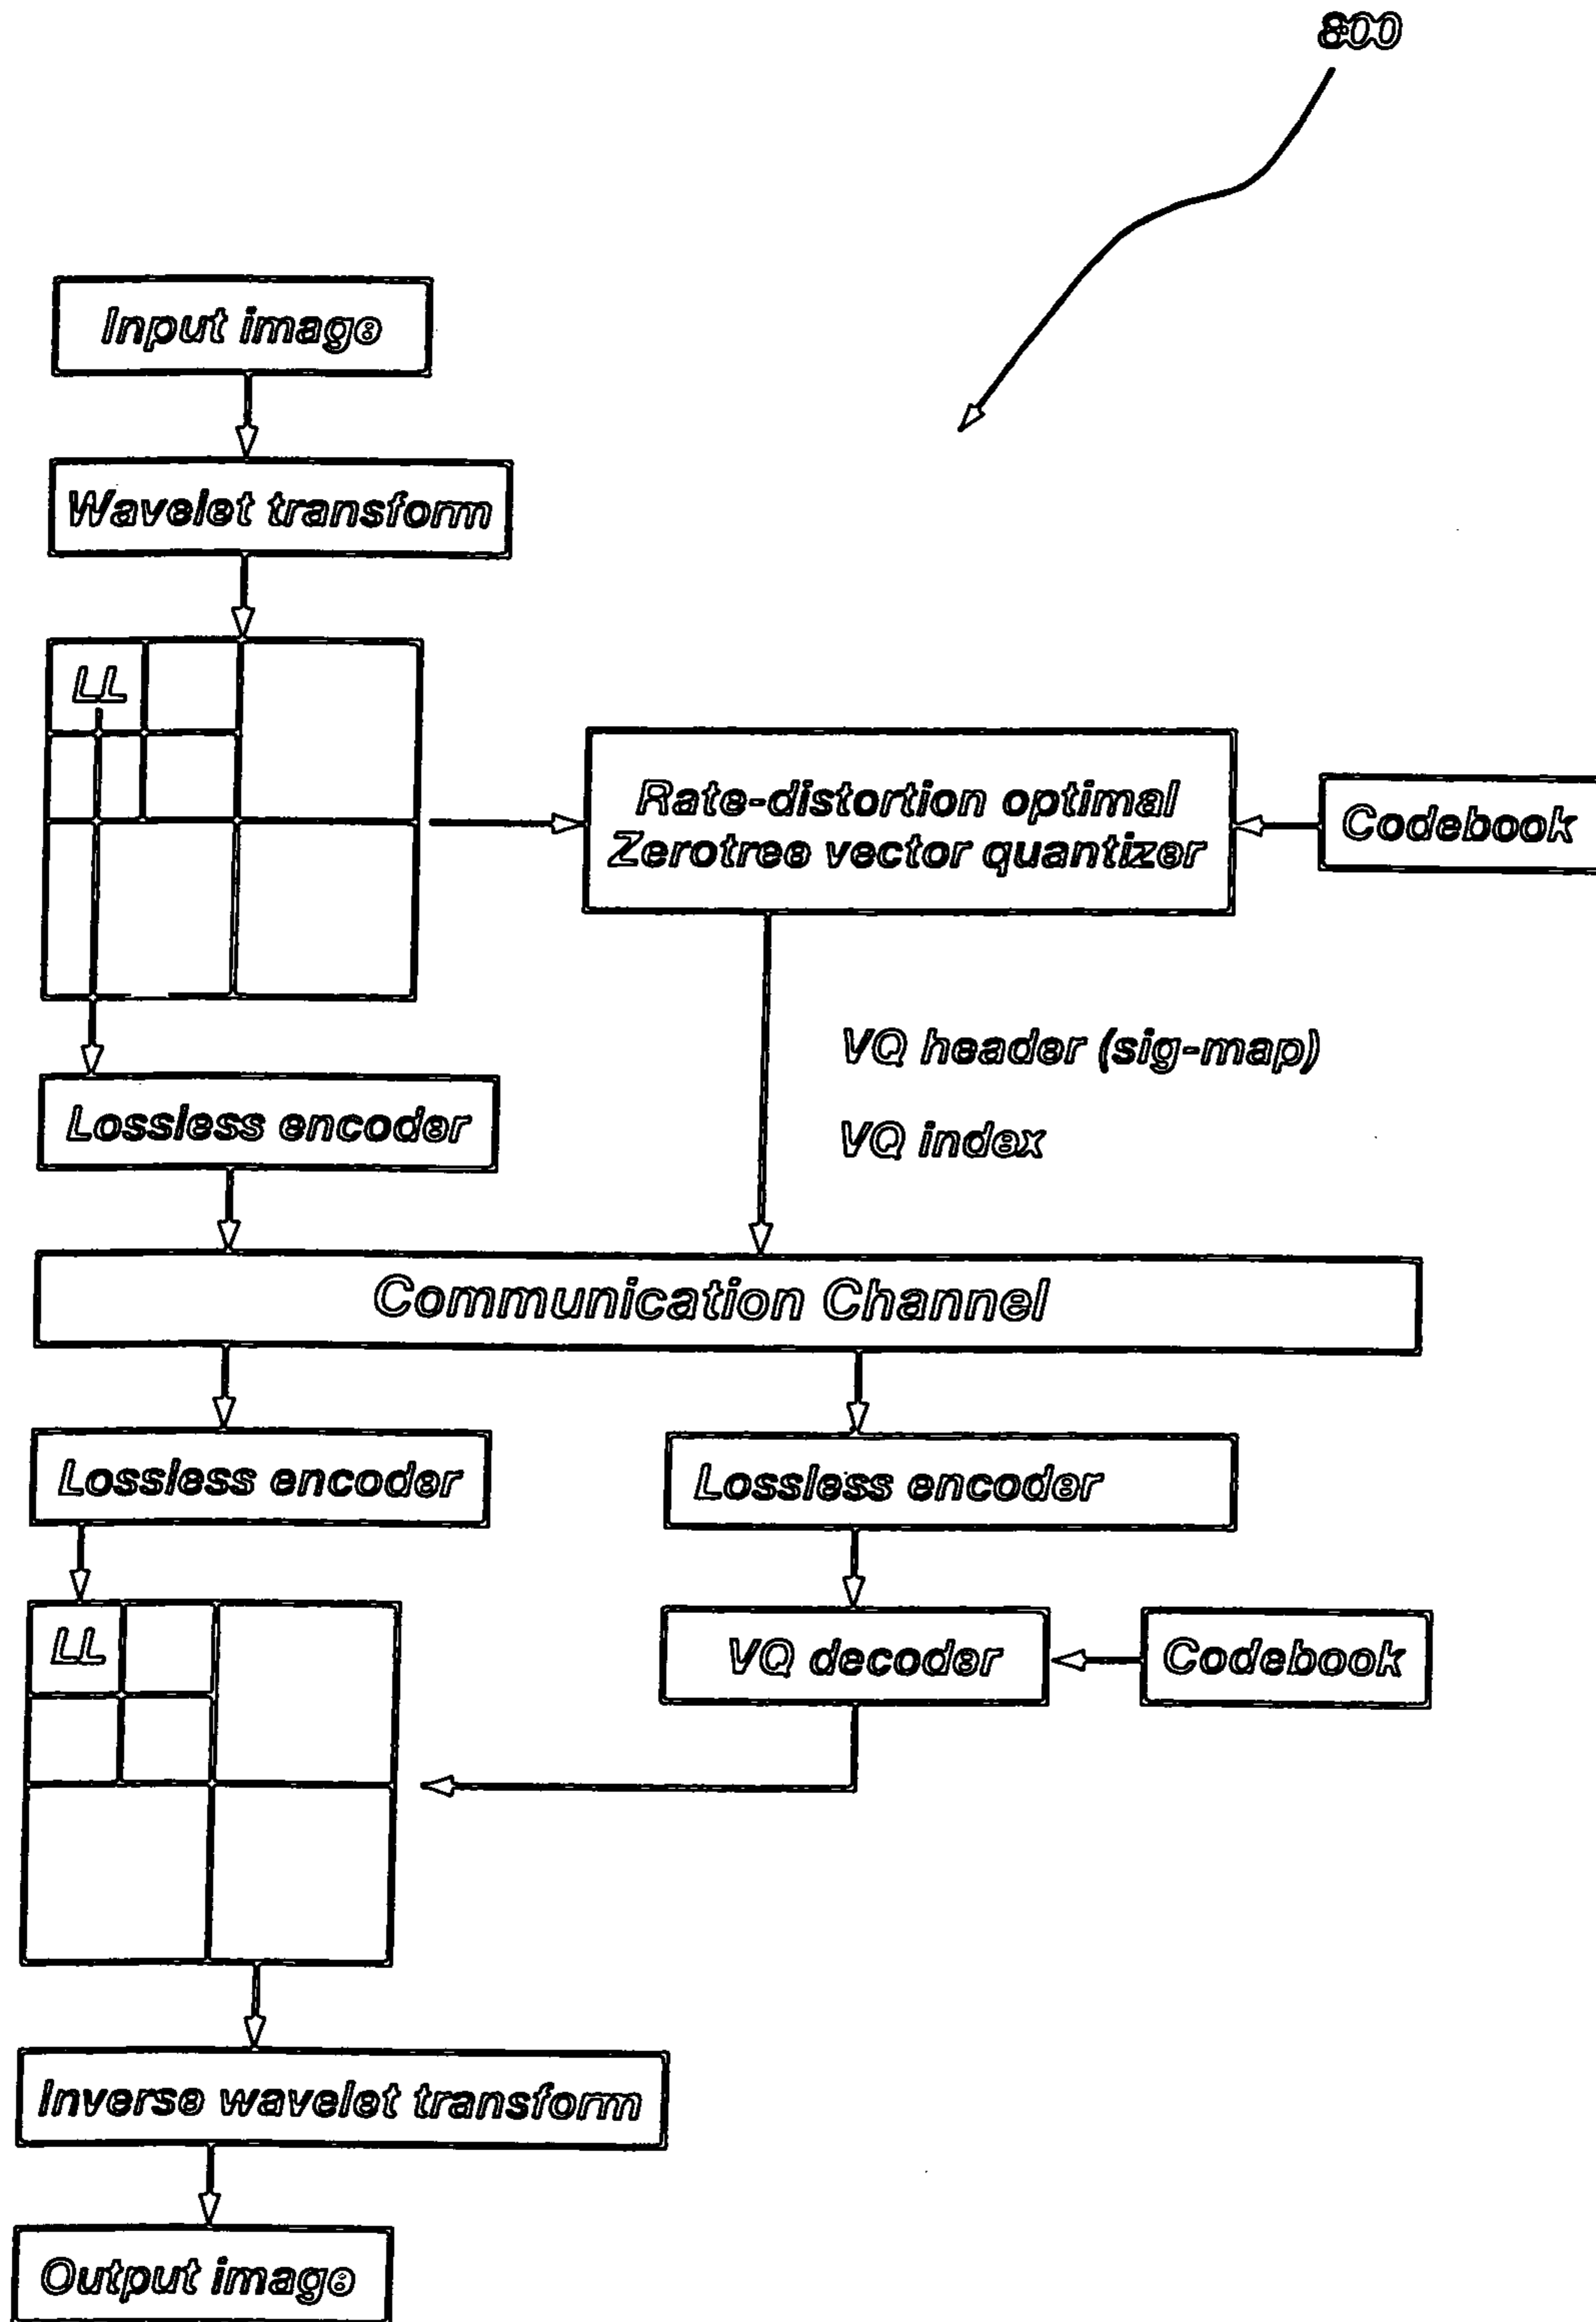 800
Input image
Wavelet transform
LL
Rate-distortion optimal
Zerotree vector quantizer
Codebook
VQ header (sig-map)
VQ index
Lossless encoder
Communication Channel
Lossless encoder
Lossless encoder
LL
VQ decoder
Codebook
Inverse wavelet transform
Output image